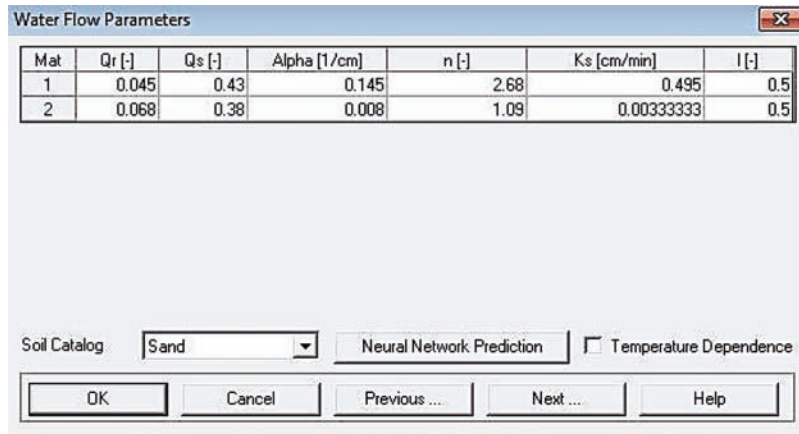 Water Flow Parameters
Mat Qr [-] Qs [-] Alpha [1/cm] n [-] Ks [cm/min] l [-]
1 0.045 0.43 0.145 2.68 0.495 0.5
2 0.068 0.38 0.008 1.09 0.00333333 0.5
Soil Catalog Sand Neural Network Prediction Temperature Dependence
OK Cancel Previous ... Next ... Help